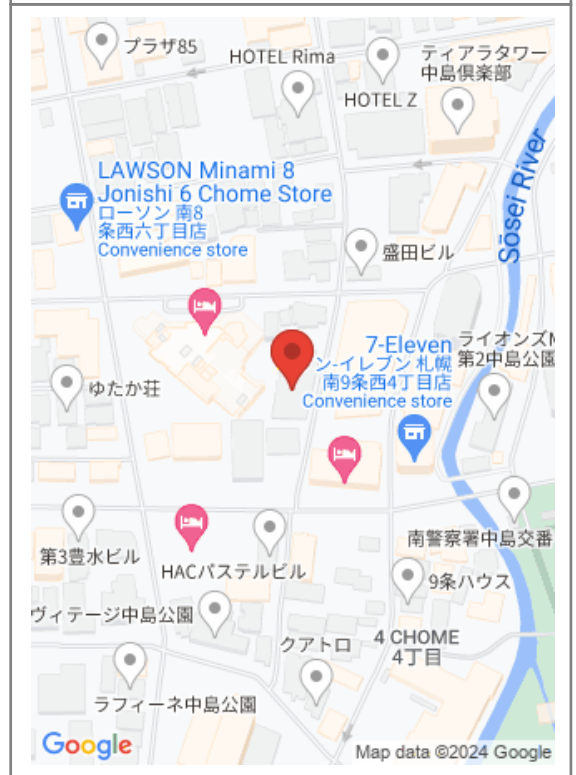 プラザ85
HOTEL Rima
ティアラタワー
中島倶楽部
HOTEL Z
Sōsei River
LAWSON Minami 8
Jonishi 6 Chome Store
ローソン 南8
条西六丁目店
Convenience store
盛田ビル
7-Eleven
ン-イレブン 札幌
南9条西4丁目店
Convenience store
ライオンズM
第2中島公園
ゆたか荘
南警察署中島交番
第3豊水ビル
HACパステルビル
9条ハウス
ヴィテージ中島公園
クアトロ
4 CHOME
4丁目
ラフィーネ中島公園
Google
Map data ©2024 Google